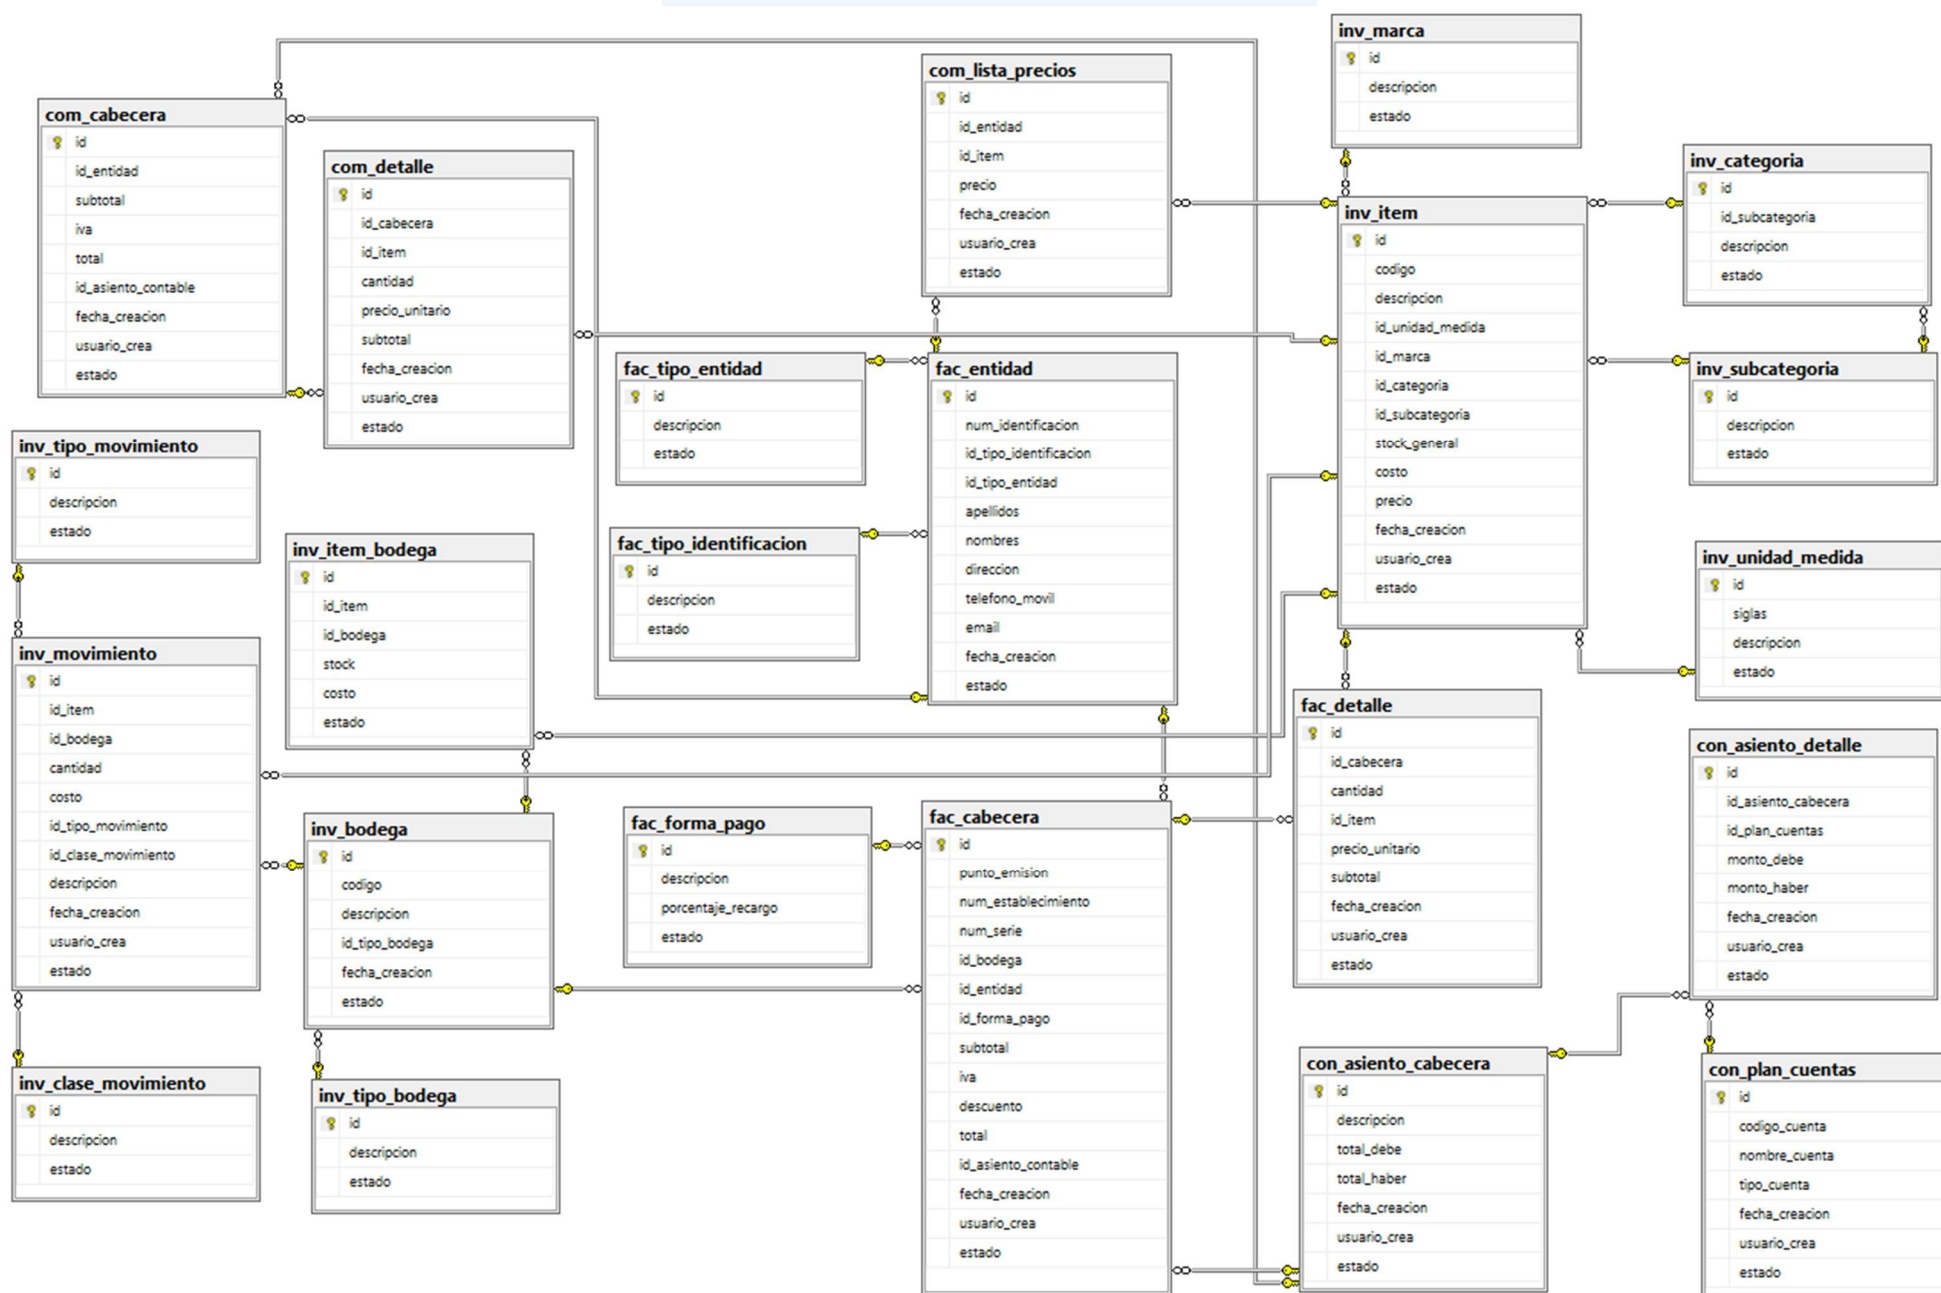 com_cabecera
id
id_entidad
subtotal
iva
total
id_asiento_contable
fecha_creacion
usuario_crea
estado
com_detalle
id
id_cabecera
id_item
cantidad
precio_unitario
subtotal
fecha_creacion
usuario_crea
estado
com_lista_precios
id
id_entidad
id_item
precio
fecha_creacion
usuario_crea
estado
inv_marca
id
descripcion
estado
inv_categoria
id
id_subcategoria
descripcion
estado
inv_item
id
codigo
descripcion
id_unidad_medida
id_marca
id_categoria
id_subcategoria
stock_general
costo
precio
fecha_creacion
usuario_crea
estado
inv_subcategoria
id
descripcion
estado
fac_tipo_entidad
id
descripcion
estado
fac_entidad
id
num_identificacion
id_tipo_identificacion
id_tipo_entidad
apellidos
nombres
direccion
telefono_movil
email
fecha_creacion
estado
inv_tipo_movimiento
id
descripcion
estado
inv_item_bodega
id
id_item
id_bodega
stock
costo
estado
fac_tipo_identificacion
id
descripcion
estado
inv_unidad_medida
id
siglas
descripcion
estado
inv_movimiento
id
id_item
id_bodega
cantidad
costo
id_tipo_movimiento
id_clase_movimiento
descripcion
fecha_creacion
usuario_crea
estado
fac_detalle
id
id_cabecera
cantidad
id_item
precio_unitario
subtotal
fecha_creacion
usuario_crea
estado
con_asiento_detalle
id
id_asiento_cabecera
id_plan_cuentas
monto_debe
monto_haber
fecha_creacion
usuario_crea
estado
inv_bodega
id
codigo
descripcion
id_tipo_bodega
fecha_creacion
estado
fac_forma_pago
id
descripcion
porcentaje_recargo
estado
fac_cabecera
id
punto_emision
num_establecimiento
num_serie
id_bodega
id_entidad
id_forma_pago
subtotal
iva
descuento
total
id_asiento_contable
fecha_creacion
usuario_crea
estado
inv_clase_movimiento
id
descripcion
estado
inv_tipo_bodega
id
descripcion
estado
con_asiento_cabecera
id
descripcion
total_debe
total_haber
fecha_creacion
usuario_crea
estado
con_plan_cuentas
id
codigo_cuenta
nombre_cuenta
tipo_cuenta
fecha_creacion
usuario_crea
estado